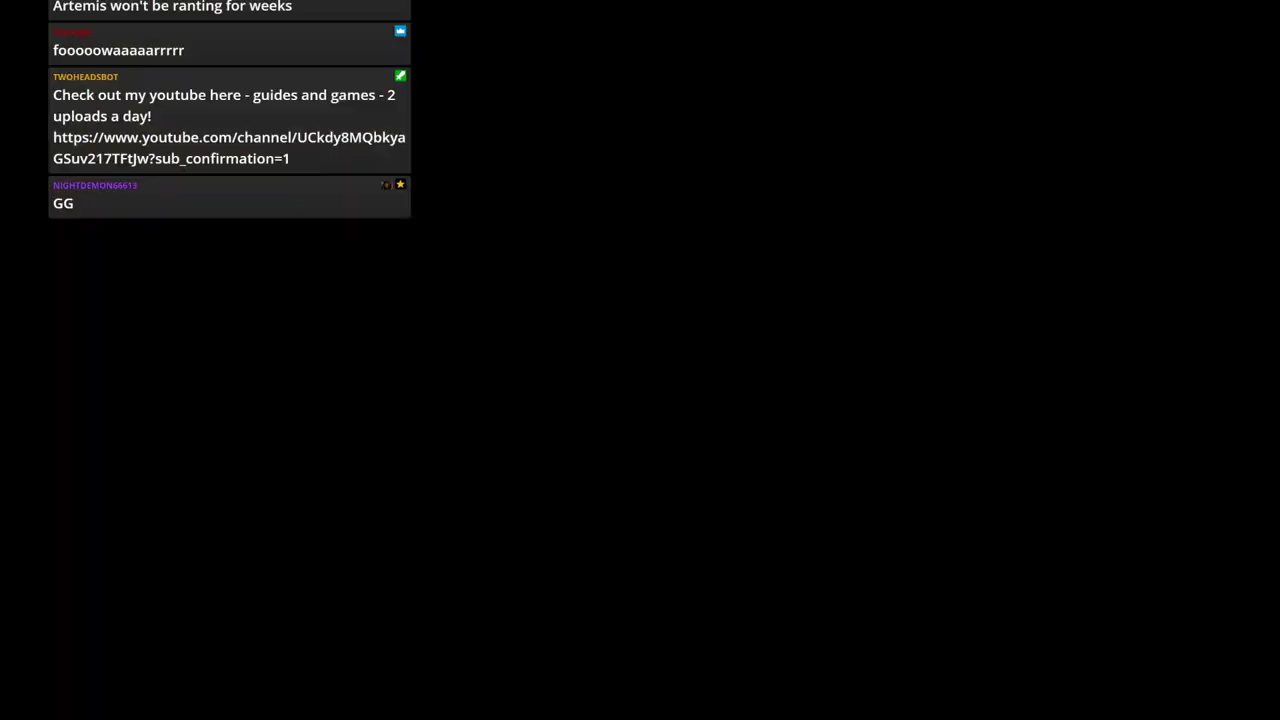 Artemis won't be ranting for weeks
fooooowaaaaarrrrr
TWOHEADSBOT
Check out my youtube here - guides and games - 2
uploads a day!
https://www.youtube.com/channel/UCkdy8MQbkya
GSuv217TFtJw?sub_confirmation=1
NIGHTDEMON66613
GG